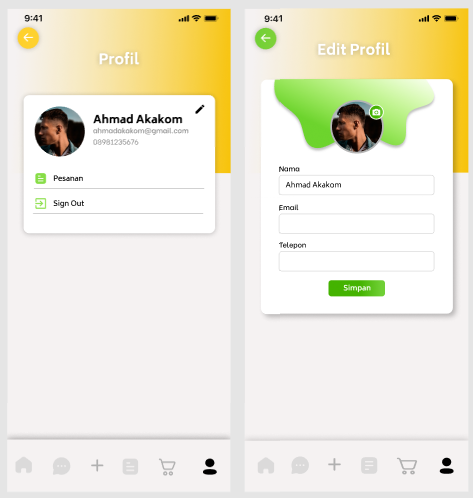 9:41
Profil
Ahmad Akakom
ahmadakakom@gmail.com
08981235676
Pesanan
Sign Out
9:41
Edit Profil
Nama
Ahmad Akakom
Email
Telepon
Simpan